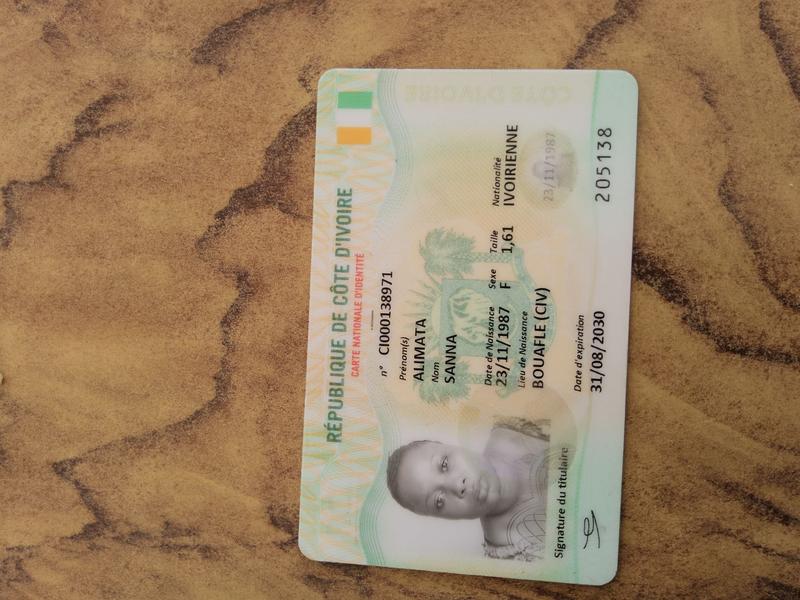 RÉPUBLIQUE DE CÔTE D'IVOIRE
CARTE NATIONALE D'IDENTITÉ
n° CI000138971
Prénom(s)
ALIMATA
Nom
SANNA
Date de Naissance Sexe Taille Nationalité
23/11/1987 F 1,61 IVOIRIENNE
Lieu de Naissance
BOUAFLE (CIV)
23/11/1987
Date d'expiration
31/08/2030
205138
Signature du titulaire
CÔTE D'IVOIRE